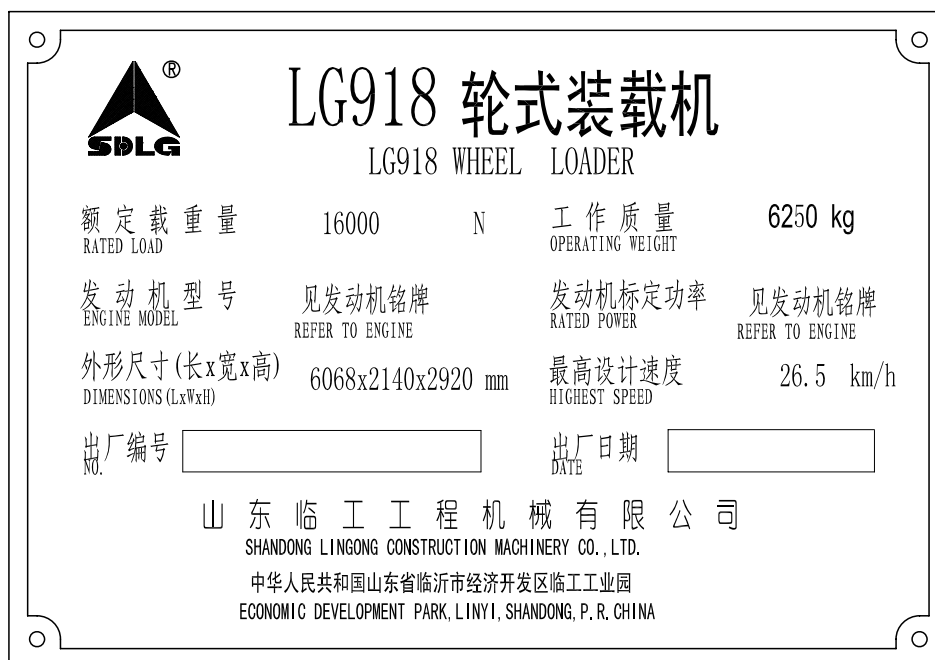 ®
SDLG
LG918 轮式装载机
LG918 WHEEL LOADER
额定载重量 16000 N 工作质量 6250 kg
RATED LOAD OPERATING WEIGHT
发动机型号 见发动机铭牌 发动机标定功率 见发动机铭牌
ENGINE MODEL REFER TO ENGINE RATED POWER REFER TO ENGINE
外形尺寸(长x宽x高) 6068x2140x2920 mm 最高设计速度 26.5 km/h
DIMENSIONS(LxWxH) HIGHEST SPEED
出厂编号 出厂日期
NO. DATE
山东临工工程机械有限公司
SHANDONG LINGONG CONSTRUCTION MACHINERY CO.,LTD.
中华人民共和国山东省临沂市经济开发区临工工业园
ECONOMIC DEVELOPMENT PARK,LINYI,SHANDONG,P.R.CHINA